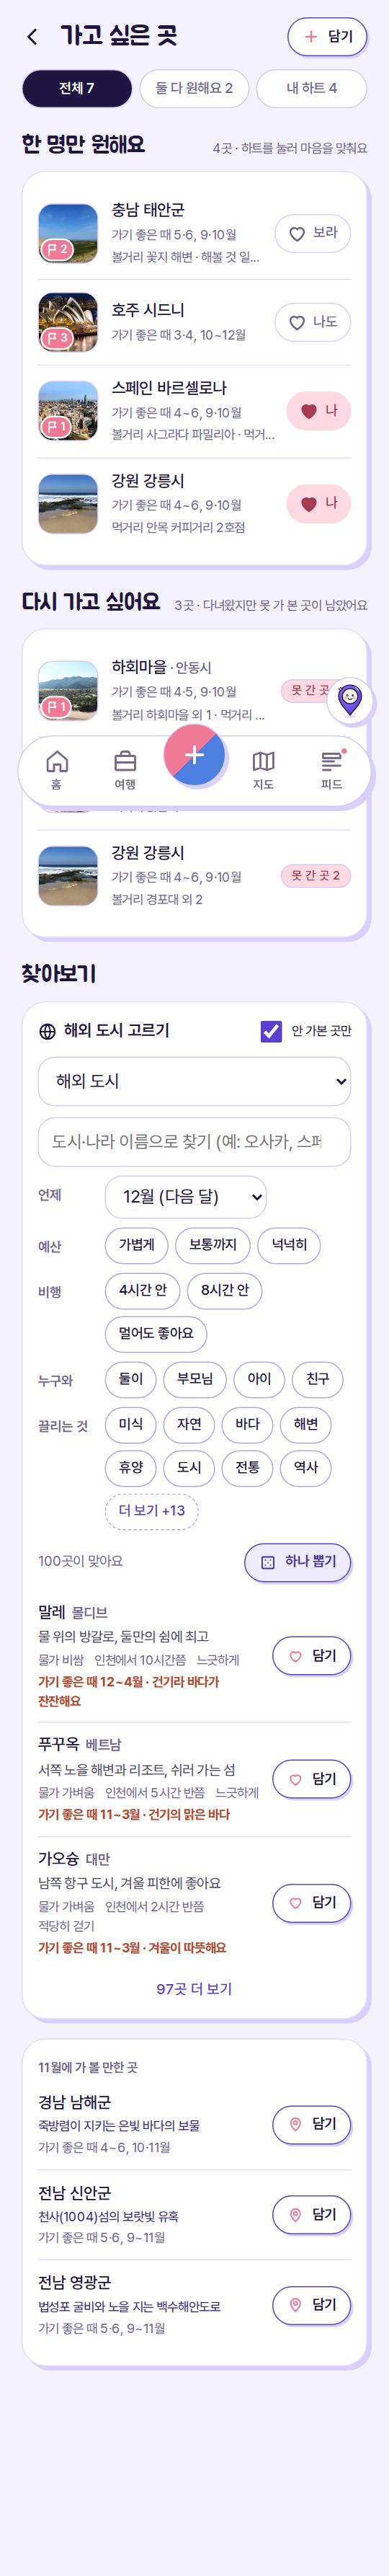 가고 싶은 곳
담기
전체 7
둘 다 원해요 2
내 하트 4
한 명만 원해요
4곳 · 하트를 눌러 마음을 맞춰요
충남 태안군
가기 좋은 때 5·6, 9·10월
볼거리 꽃지 해변 · 해볼 것 일...
2
보라
호주 시드니
가기 좋은 때 3·4, 10~12월
3
나도
스페인 바르셀로나
가기 좋은 때 4~6, 9·10월
볼거리 사그라다 파밀리아 · 먹거...
1
나
강원 강릉시
가기 좋은 때 4~6, 9·10월
먹거리 안목 커피거리 2호점
나
다시 가고 싶어요
3곳 · 다녀왔지만 못 가 본 곳이 남았어요
하회마을 · 안동시
가기 좋은 때 4·5, 9·10월
볼거리 하회마을 외 1 · 먹거리 ...
1
못 간 곳
홈
여행
지도
피드
강원 강릉시
가기 좋은 때 4~6, 9·10월
볼거리 경포대 외 2
못 간 곳 2
찾아보기
해외 도시 고르기
안 가본 곳만
해외 도시
도시·나라 이름으로 찾기 (예: 오사카, 스페
언제
12월 (다음 달)
예산
가볍게
보통까지
넉넉히
비행
4시간 안
8시간 안
멀어도 좋아요
누구와
둘이
부모님
아이
친구
끌리는 것
미식
자연
바다
해변
휴양
도시
전통
역사
더 보기 +13
100곳이 맞아요
하나 뽑기
말레 몰디브
물 위의 방갈로, 둘만의 쉼에 최고
물가 비쌈 인천에서 10시간쯤 느긋하게
가기 좋은 때 12~4월 · 건기라 바다가
잔잔해요
담기
푸꾸옥 베트남
서쪽 노을 해변과 리조트, 쉬러 가는 섬
물가 가벼움 인천에서 5시간 반쯤 느긋하게
가기 좋은 때 11~3월 · 건기의 맑은 바다
담기
가오슝 대만
남쪽 항구 도시, 겨울 피한에 좋아요
물가 가벼움 인천에서 2시간 반쯤
적당히 걷기
가기 좋은 때 11~3월 · 겨울이 따뜻해요
담기
97곳 더 보기
11월에 가 볼 만한 곳
경남 남해군
죽방렴이 지키는 은빛 바다의 보물
가기 좋은 때 4~6, 10·11월
담기
전남 신안군
천사(1004)섬의 보랏빛 유혹
가기 좋은 때 5·6, 9~11월
담기
전남 영광군
법성포 굴비와 노을 지는 백수해안도로
가기 좋은 때 5·6, 9~11월
담기